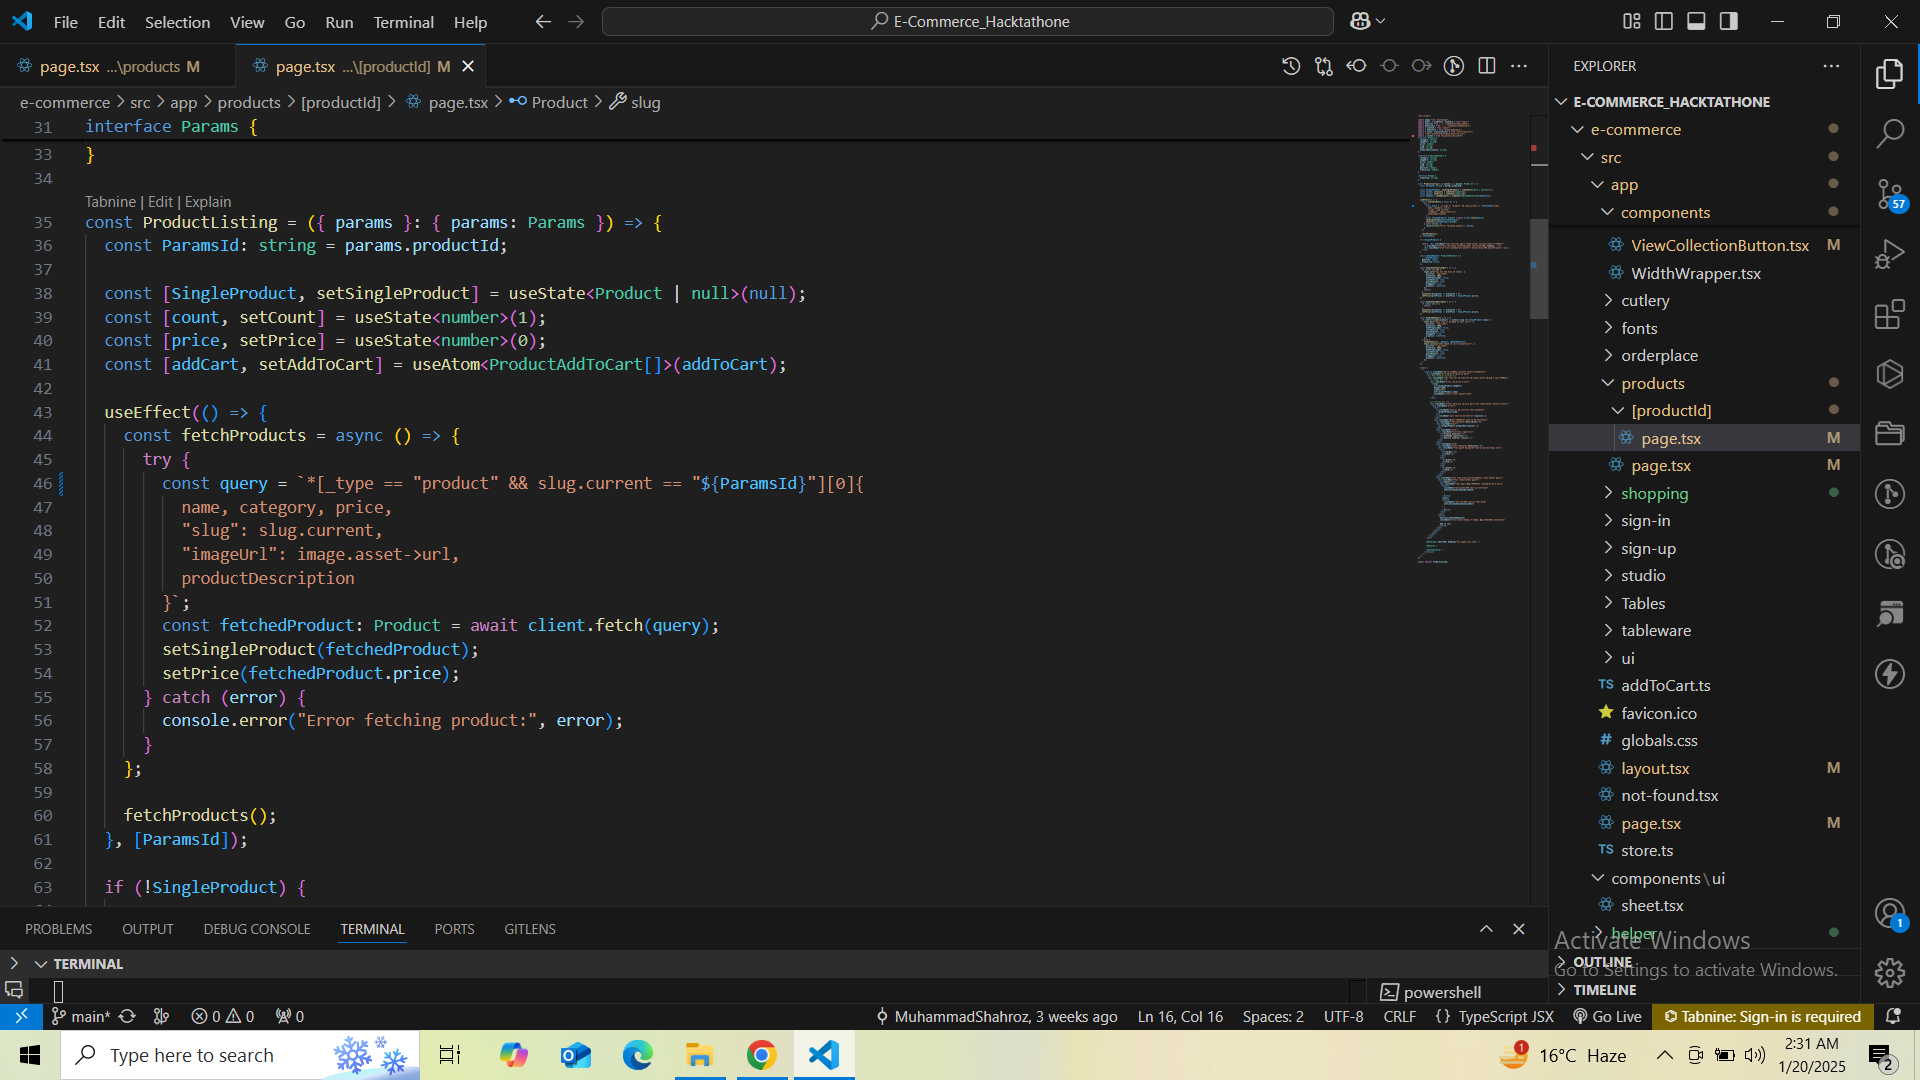 File Edit Selection View Go Run Terminal Help
E-Commerce_Hacktathone
page.tsx ...\products M
page.tsx ...\[productId] M
e-commerce > src > app > products > [productId] > page.tsx > Product > slug
31 interface Params {
33 }
34
Tabnine | Edit | Explain
35 const ProductListing = ({ params }: { params: Params }) => {
36 const ParamsId: string = params.productId;
37
38 const [SingleProduct, setSingleProduct] = useState<Product | null>(null);
39 const [count, setCount] = useState<number>(1);
40 const [price, setPrice] = useState<number>(0);
41 const [addCart, setAddToCart] = useAtom<ProductAddToCart[]>(addToCart);
42
43 useEffect(() => {
44 const fetchProducts = async () => {
45 try {
46 const query = `*[_type == "product" && slug.current == "${ParamsId}"][0]{
47 name, category, price,
48 "slug": slug.current,
49 "imageUrl": image.asset->url,
50 productDescription
51 }`;
52 const fetchedProduct: Product = await client.fetch(query);
53 setSingleProduct(fetchedProduct);
54 setPrice(fetchedProduct.price);
55 } catch (error) {
56 console.error("Error fetching product:", error);
57 }
58 };
59
60 fetchProducts();
61 }, [ParamsId]);
62
63 if (!SingleProduct) {
PROBLEMS OUTPUT DEBUG CONSOLE TERMINAL PORTS GITLENS
TERMINAL
powershell
EXPLORER
E-COMMERCE_HACKTATHONE
e-commerce
src
app
components
ViewCollectionButton.tsx M
WidthWrapper.tsx
cutlery
fonts
orderplace
products
[productId]
page.tsx M
page.tsx M
shopping
sign-in
sign-up
studio
Tables
tableware
ui
addToCart.ts
favicon.ico
globals.css
layout.tsx M
not-found.tsx
page.tsx M
store.ts
components\ui
sheet.tsx
helper
OUTLINE
TIMELINE
Activate Windows
Go to Settings to activate Windows.
57
1
main* 0 0 0
MuhammadShahroz, 3 weeks ago Ln 16, Col 16 Spaces: 2 UTF-8 CRLF {} TypeScript JSX Go Live Tabnine: Sign-in is required
Type here to search
1 16°C Haze
2:31 AM
1/20/2025
2